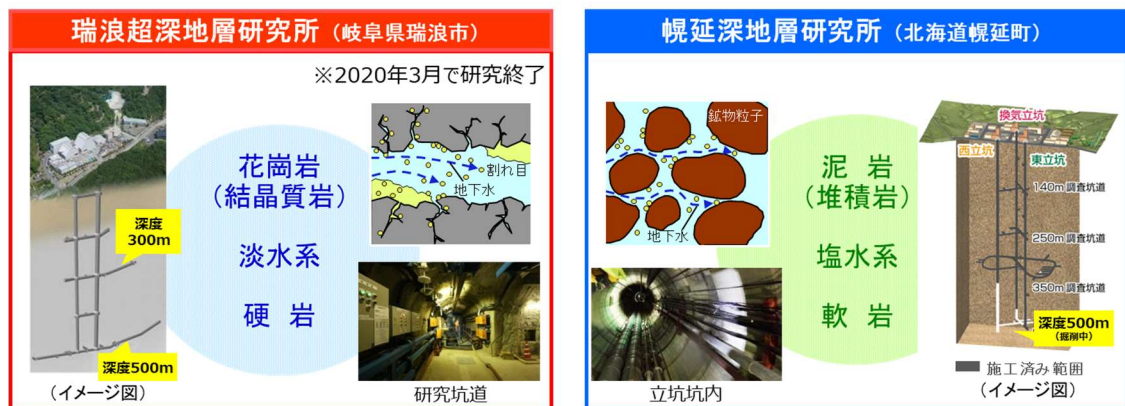 瑞浪超深地層研究所(岐阜県瑞浪市)
※2020年3月で研究終了
花崗岩
(結晶質岩)
淡水系
硬 岩
割れ目
地下水
深度
300m
深度500m
(イメージ図)
研究坑道
幌延深地層研究所(北海道幌延町)
鉱物粒子
地下水
泥 岩
(堆積岩)
塩水系
軟 岩
換気立坑
西立坑
東立坑
140m 調査坑道
250m 調査坑道
350m 調査坑道
深度500m
(掘削中)
施工済み範囲
立坑坑内
(イメージ図)